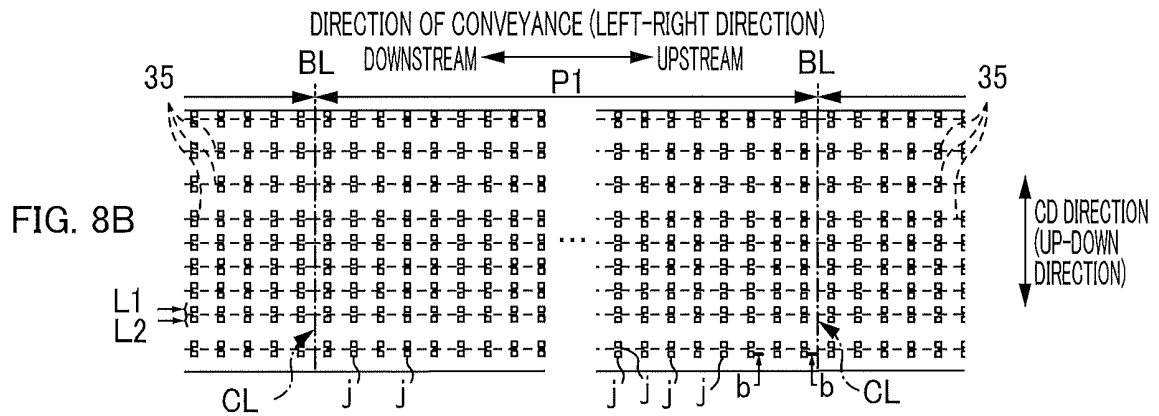 DIRECTION OF CONVEYANCE (LEFT-RIGHT DIRECTION)
DOWNSTREAM UPSTREAM
35 BL P1 BL 35
FIG. 8B
...
CD DIRECTION
(UP-DOWN
DIRECTION)
L1
L2
CL j j j j j j b b CL